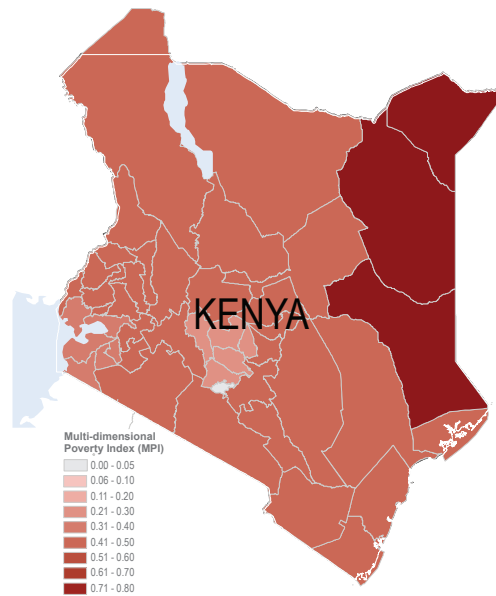 KENYA
Multi-dimensional
Poverty Index (MPI)
0.00 - 0.05
0.06 - 0.10
0.11 - 0.20
0.21 - 0.30
0.31 - 0.40
0.41 - 0.50
0.51 - 0.60
0.61 - 0.70
0.71 - 0.80